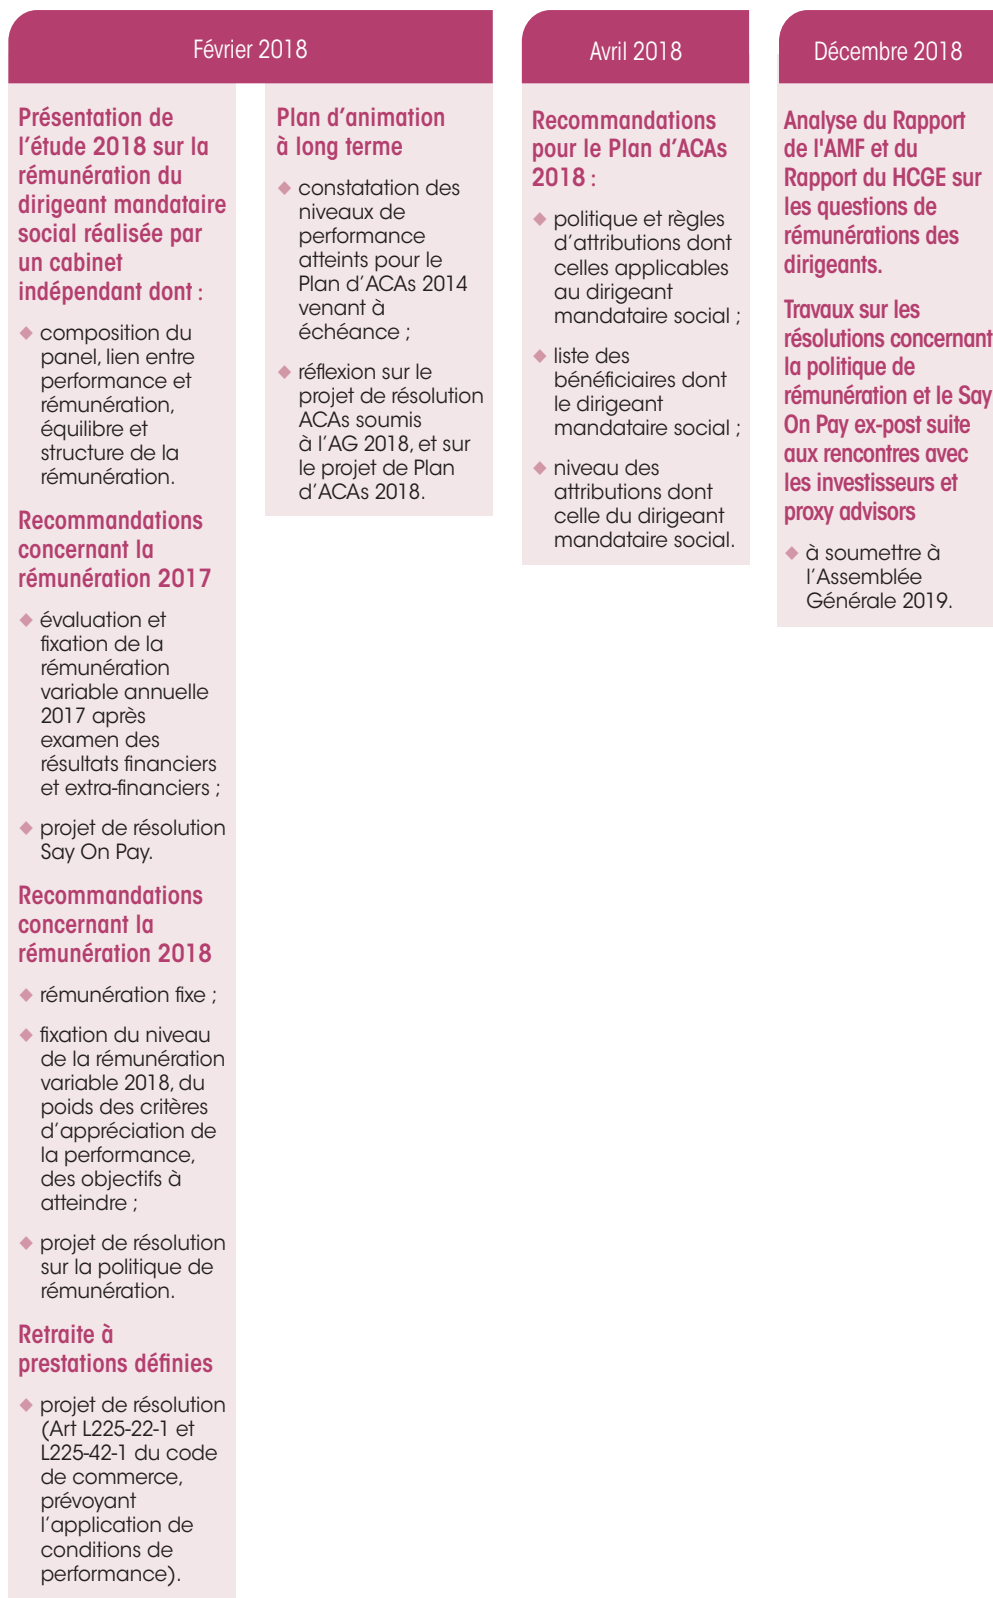 Février 2018
Présentation de
l'étude 2018 sur la
rémunération du
dirigeant mandataire
social réalisée par
un cabinet
indépendant dont :
◆ composition du
panel, lien entre
performance et
rémunération,
équilibre et
structure de la
rémunération.
Recommandations
concernant la
rémunération 2017
◆ évaluation et
fixation de la
rémunération
variable annuelle
2017 après
examen des
résultats financiers
et extra-financiers ;
◆ projet de résolution
Say On Pay.
Recommandations
concernant la
rémunération 2018
◆ rémunération fixe ;
◆ fixation du niveau
de la rémunération
variable 2018, du
poids des critères
d'appréciation de
la performance,
des objectifs à
atteindre ;
◆ projet de résolution
sur la politique de
rémunération.
Retraite à
prestations définies
◆ projet de résolution
(Art L225-22-1 et
L225-42-1 du code
de commerce,
prévoyant
l'application de
conditions de
performance).
Plan d'animation
à long terme
◆ constatation des
niveaux de
performance
atteints pour le
Plan d'ACAs 2014
venant à
échéance ;
◆ réflexion sur le
projet de résolution
ACAs soumis
à l'AG 2018, et sur
le projet de Plan
d'ACAs 2018.
Avril 2018
Recommandations
pour le Plan d'ACAs
2018 :
◆ politique et règles
d'attributions dont
celles applicables
au dirigeant
mandataire social ;
◆ liste des
bénéficiaires dont
le dirigeant
mandataire social ;
◆ niveau des
attributions dont
celle du dirigeant
mandataire social.
Décembre 2018
Analyse du Rapport
de l'AMF et du
Rapport du HCGE sur
les questions de
rémunérations des
dirigeants.
Travaux sur les
résolutions concernant
la politique de
rémunération et le Say
On Pay ex-post suite
aux rencontres avec
les investisseurs et
proxy advisors
◆ à soumettre à
l'Assemblée
Générale 2019.